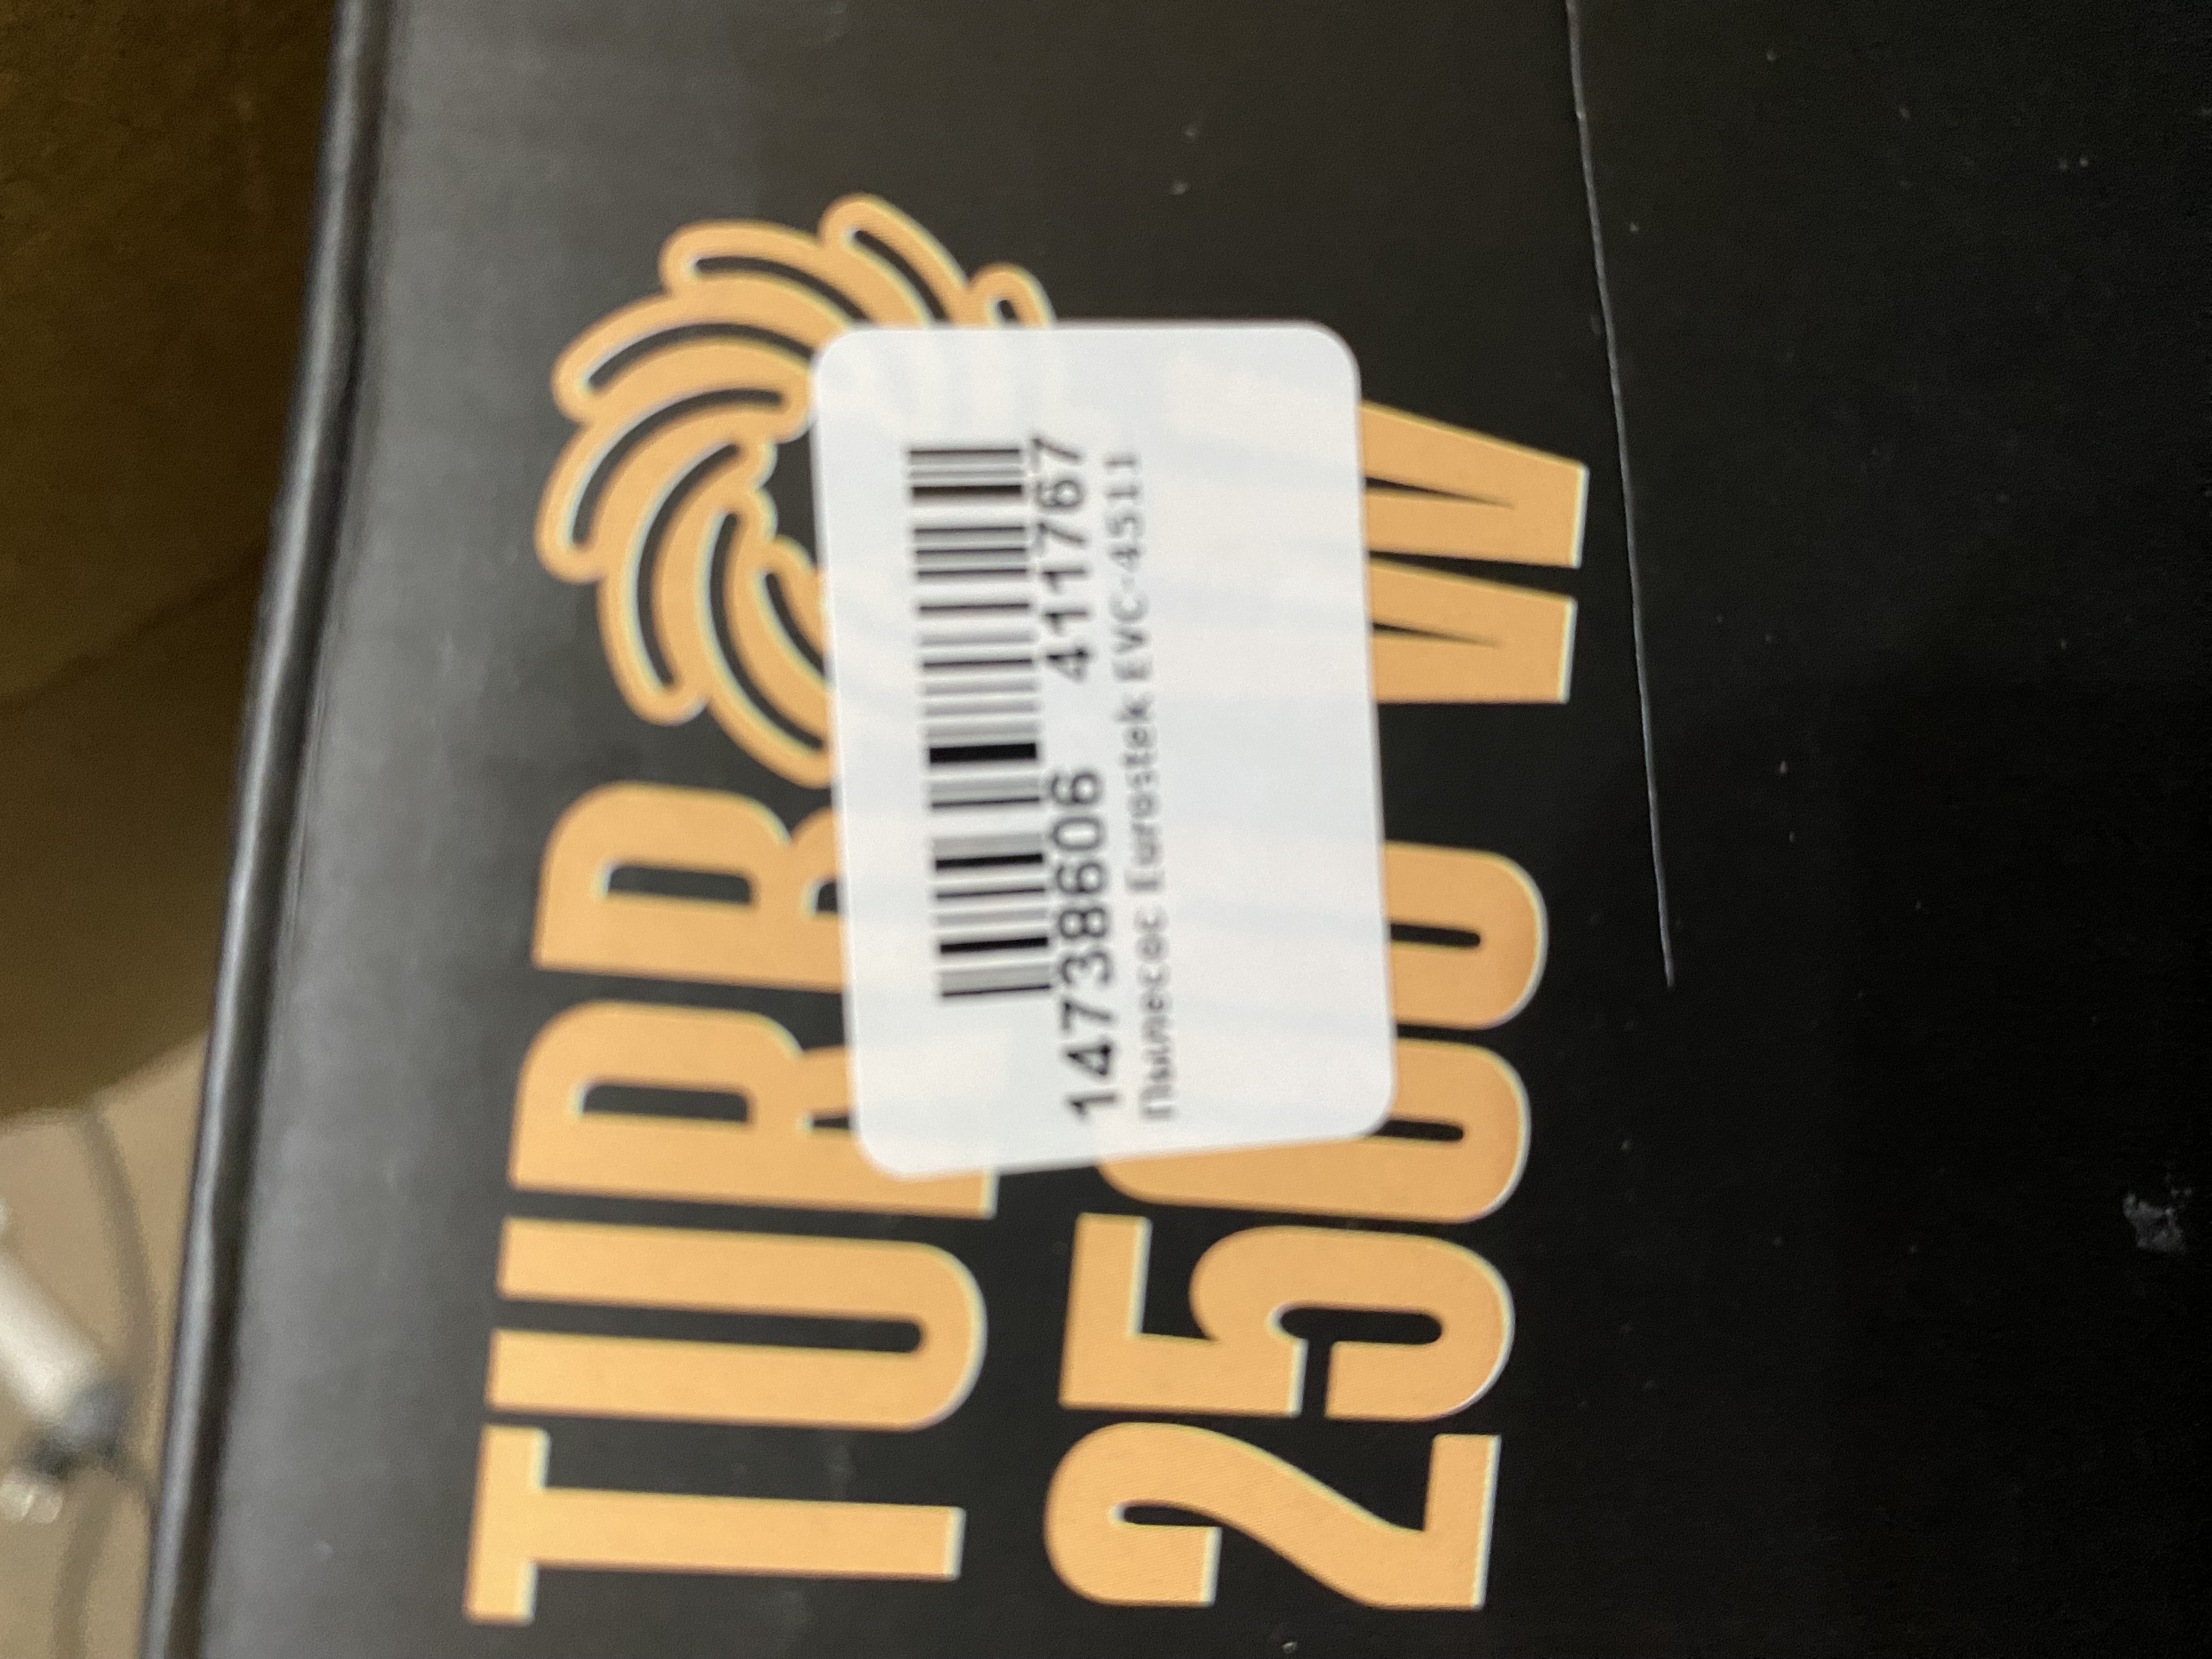 TURB
2500 W
14738606 411767
Пылесос Eurostek EVC-4511